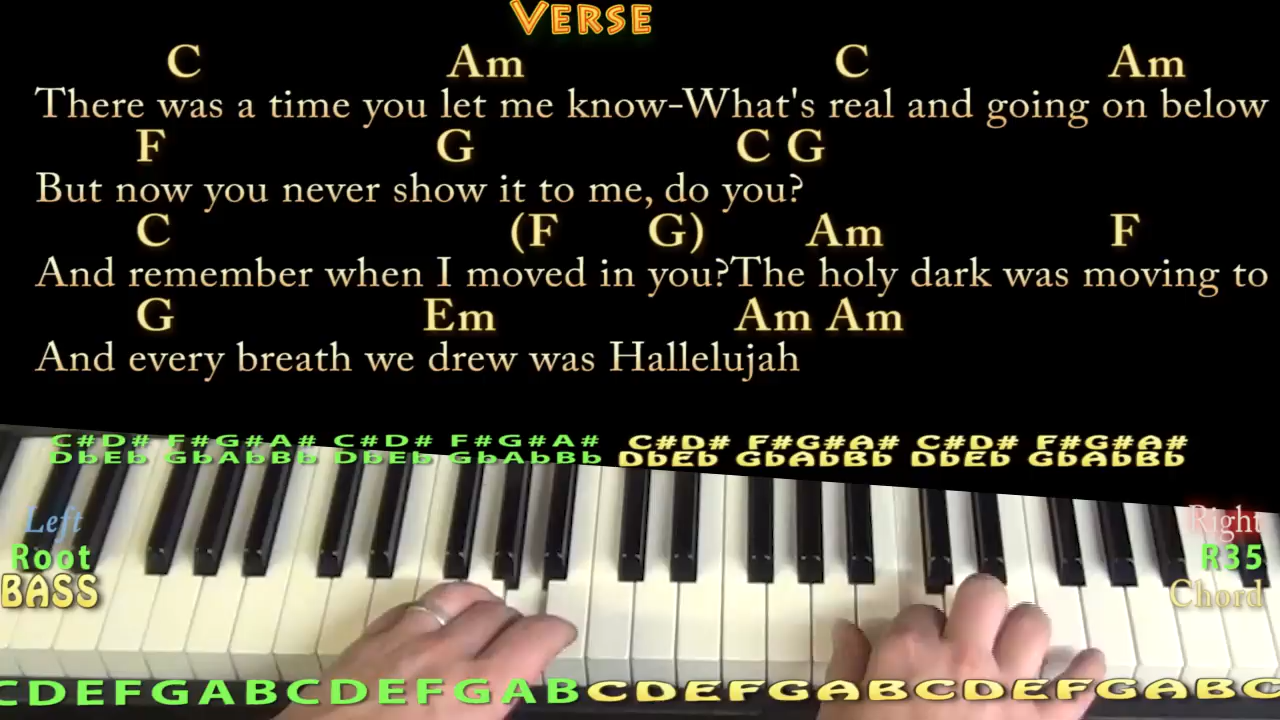 VERSE
C Am C Am
There was a time you let me know-What's real and going on below
F G C G
But now you never show it to me, do you?
C (F G) Am F
And remember when I moved in you?The holy dark was moving to
G Em Am Am
And every breath we drew was Hallelujah
C#D# F#G#A# C#D# F#G#A# C#D# F#G#A# C#D# F#G#A#
DbEb GbAbBb DbEb GbAbBb DbEb GbAbBb DbEb GbAbBb
Left
Root
BASS
Right
R35
Chord
CDEFGABCDEFGABCDEFGABCDEFGABC